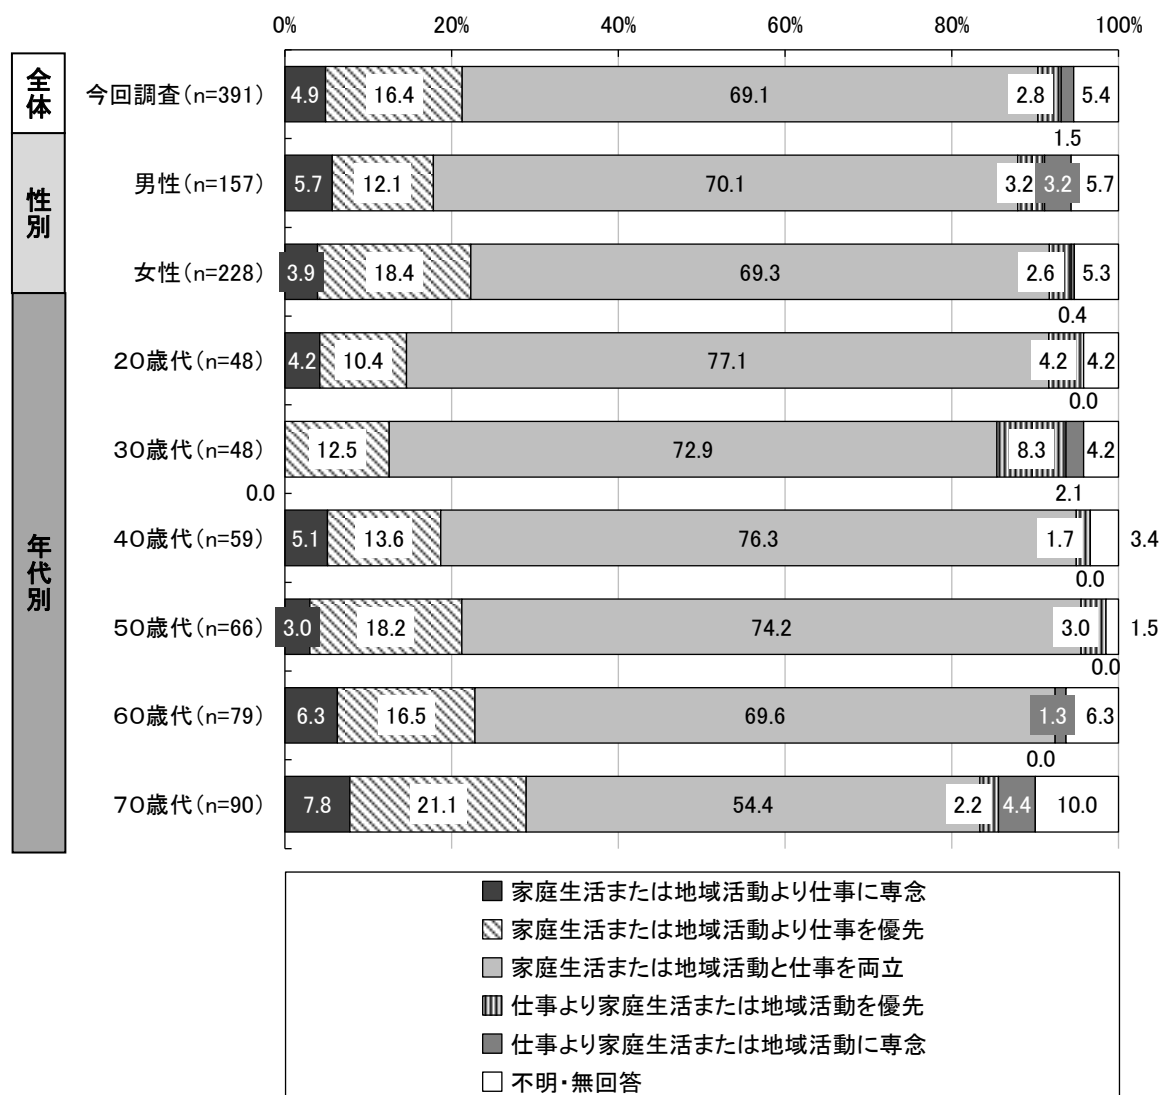 0% 20% 40% 60% 80% 100%
全体
今回調査(n=391) 4.9 16.4 69.1 2.8 5.4
1.5
性別
男性(n=157) 5.7 12.1 70.1 3.2 3.2 5.7
女性(n=228) 3.9 18.4 69.3 2.6 5.3
0.4
年代別
20歳代(n=48) 4.2 10.4 77.1 4.2 4.2
0.0
30歳代(n=48) 12.5 72.9 8.3 4.2
0.0 2.1
40歳代(n=59) 5.1 13.6 76.3 1.7 3.4
0.0
50歳代(n=66) 3.0 18.2 74.2 3.0 1.5
0.0
60歳代(n=79) 6.3 16.5 69.6 1.3 6.3
0.0
70歳代(n=90) 7.8 21.1 54.4 2.2 4.4 10.0
家庭生活または地域活動より仕事に専念
家庭生活または地域活動より仕事を優先
家庭生活または地域活動と仕事を両立
仕事より家庭生活または地域活動を優先
仕事より家庭生活または地域活動に専念
不明・無回答